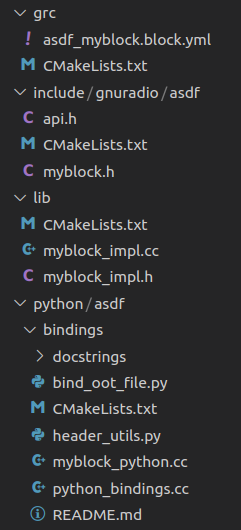 grc
! asdf_myblock.block.yml
M CMakeLists.txt
include/gnuradio/asdf
C api.h
M CMakeLists.txt
C myblock.h
lib
M CMakeLists.txt
C++ myblock_impl.cc
C myblock_impl.h
python/asdf
bindings
docstrings
bind_oot_file.py
M CMakeLists.txt
header_utils.py
C++ myblock_python.cc
C++ python_bindings.cc
README.md